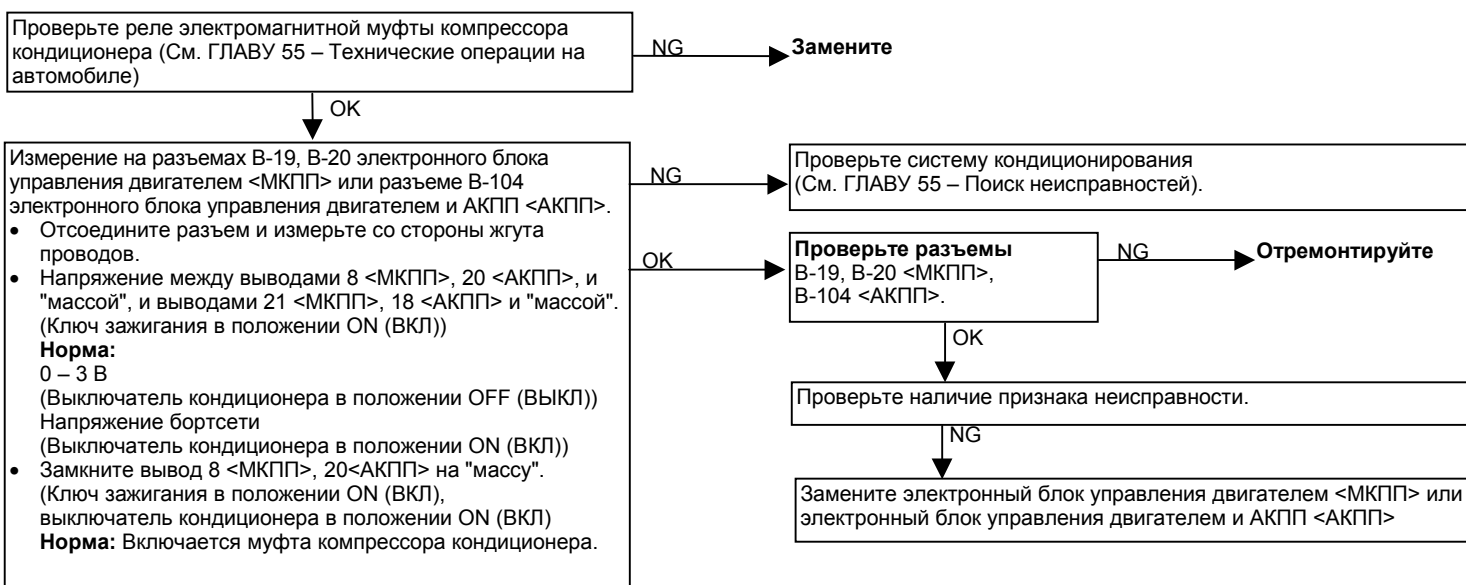 Проверьте реле электромагнитной муфты компрессора
кондиционера (См. ГЛАВУ 55 – Технические операции на
автомобиле)
NG
Замените
OK
Измерение на разъемах В-19, В-20 электронного блока
управления двигателем <МКПП> или разъеме В-104
электронного блока управления двигателем и АКПП <АКПП>.
• Отсоедините разъем и измерьте со стороны жгута
проводов.
• Напряжение между выводами 8 <МКПП>, 20 <АКПП>, и
"массой", и выводами 21 <МКПП>, 18 <АКПП> и "массой".
(Ключ зажигания в положении ON (ВКЛ))
Норма:
0 – 3 В
(Выключатель кондиционера в положении OFF (ВЫКЛ))
Напряжение бортсети
(Выключатель кондиционера в положении ON (ВКЛ))
• Замкните вывод 8 <МКПП>, 20<АКПП> на "массу".
(Ключ зажигания в положении ON (ВКЛ),
выключатель кондиционера в положении ON (ВКЛ)
Норма: Включается муфта компрессора кондиционера.
NG
Проверьте систему кондиционирования
(См. ГЛАВУ 55 – Поиск неисправностей).
OK
Проверьте разъемы
В-19, В-20 <МКПП>,
В-104 <АКПП>.
NG
Отремонтируйте
OK
Проверьте наличие признака неисправности.
NG
Замените электронный блок управления двигателем <МКПП> или
электронный блок управления двигателем и АКПП <АКПП>